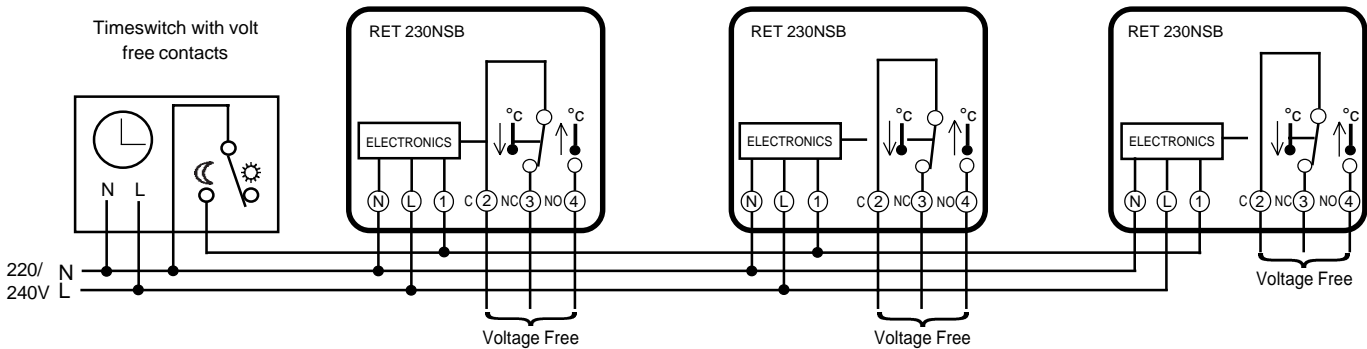 Timeswitch with volt
free contacts
N L
220/ N
240V L
RET 230NSB
°c °c
ELECTRONICS
N L 1 C 2 NC 3 NO 4
Voltage Free
RET 230NSB
°c °c
ELECTRONICS
N L 1 C 2 NC 3 NO 4
Voltage Free
RET 230NSB
°c °c
ELECTRONICS
N L 1 C 2 NC 3 NO 4
Voltage Free